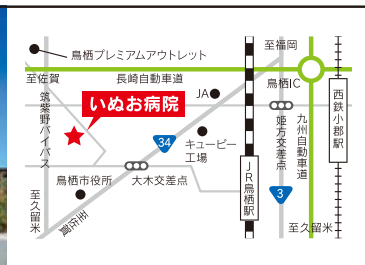 至福岡
鳥栖プレミアムアウトレット
至佐賀
長崎自動車道
鳥栖IC
いぬお病院
JA
筑紫野バイパス
34
キューピー
工場
姫方交差点
九州自動車道
西鉄小郡駅
JR鳥栖駅
鳥栖市役所
大木交差点
3
至久留米
至佐賀
至久留米